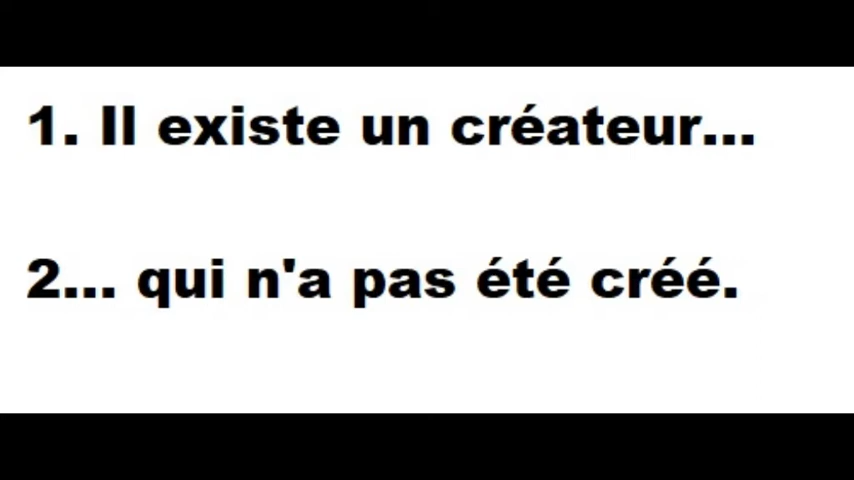 1. Il existe un créateur...
2... qui n'a pas été créé.